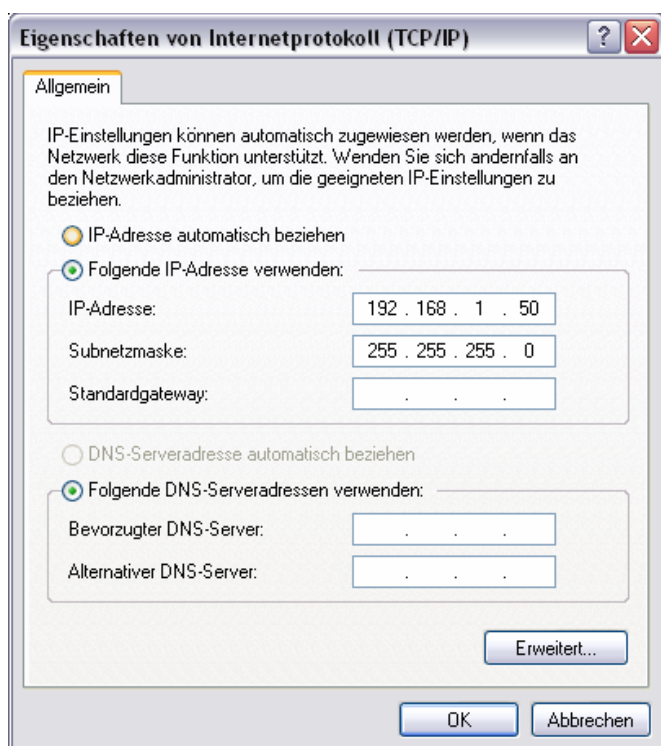 Eigenschaften von Internetprotokoll (TCP/IP)
Allgemein
IP-Einstellungen können automatisch zugewiesen werden, wenn das
Netzwerk diese Funktion unterstützt. Wenden Sie sich andernfalls an
den Netzwerkadministrator, um die geeigneten IP-Einstellungen zu
beziehen.
IP-Adresse automatisch beziehen
Folgende IP-Adresse verwenden:
IP-Adresse: 192 . 168 . 1 . 50
Subnetzmaske: 255 . 255 . 255 . 0
Standardgateway: . . .
DNS-Serveradresse automatisch beziehen
Folgende DNS-Serveradressen verwenden:
Bevorzugter DNS-Server: . . .
Alternativer DNS-Server: . . .
Erweitert...
OK Abbrechen